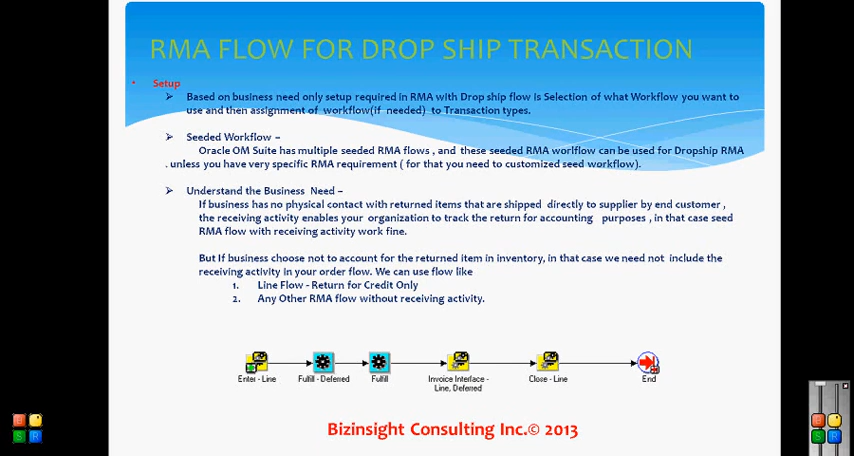 RMA FLOW FOR DROP SHIP TRANSACTION
• Setup
➢ Based on business need only setup required in RMA with Drop ship flow is Selection of what Workflow you want to
use and then assignment of workflow(if needed) to Transaction types.
➢ Seeded Workflow –
Oracle OM Suite has multiple seeded RMA flows , and these seeded RMA worlflow can be used for Dropship RMA
. unless you have very specific RMA requirement ( for that you need to customized seed workflow).
➢ Understand the Business Need –
If business has no physical contact with returned items that are shipped directly to supplier by end customer ,
the receiving activity enables your organization to track the return for accounting purposes , in that case seed
RMA flow with receiving activity work fine.
But If business choose not to account for the returned item in inventory, in that case we need not include the
receiving activity in your order flow. We can use flow like
1. Line Flow - Return for Credit Only
2. Any Other RMA flow without receiving activity.
Enter - Line
Fulfill - Deferred
Fulfill
Invoice Interface -
Line, Deferred
Close - Line
End
Bizinsight Consulting Inc.© 2013
B
S R
B
S R